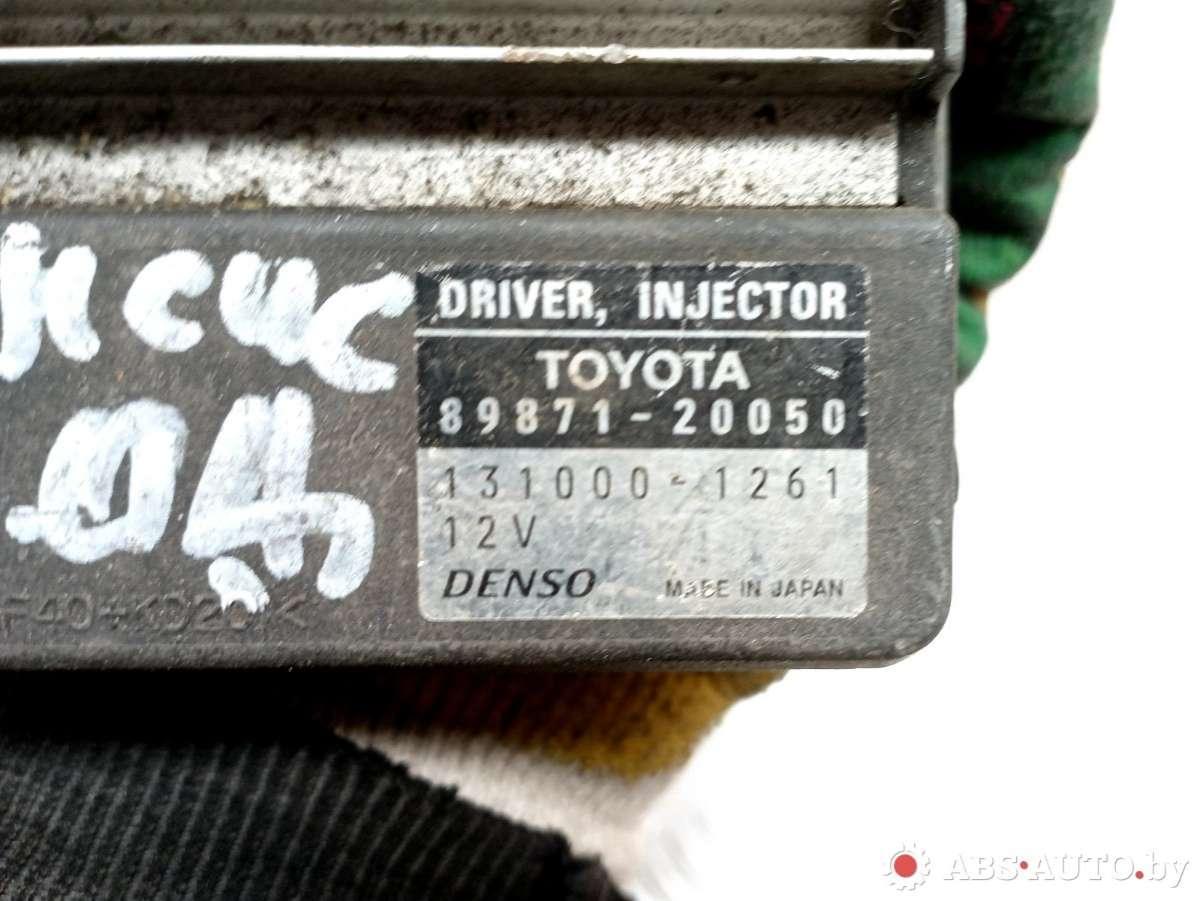 DRIVER, INJECTOR
TOYOTA
89871-20050
131000-1261
12V
DENSO MADE IN JAPAN
ABS•AUTO.by